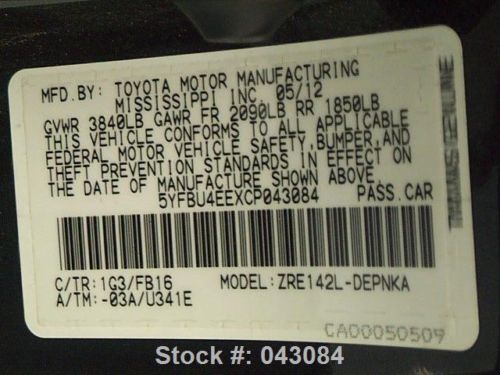 MFD.BY: TOYOTA MOTOR MANUFACTURING
MISSISSIPPI INC. 05/12
GVWR 3840LB GAWR FR 2090LB RR 1850LB
THIS VEHICLE CONFORMS TO ALL APPLICABLE
FEDERAL MOTOR VEHICLE SAFETY,BUMPER,AND
THEFT PREVENTION STANDARDS IN EFFECT ON
THE DATE OF MANUFACTURE SHOWN ABOVE.
5YFBU4EEXCP043084 PASS.CAR
C/TR:1G3/FB16 MODEL:ZRE142L-DEPNKA
A/TM:-03A/U341E
CA00050509
Stock #: 043084